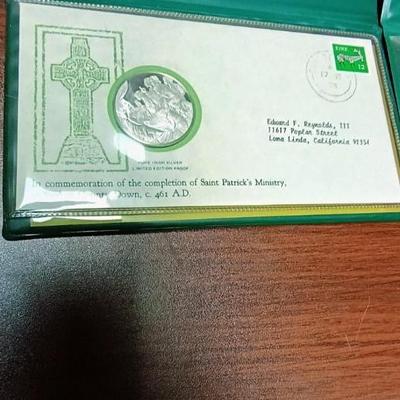 EIRE
12
Edward F. Reynolds, III
11617 Poplar Street
Loma Linda, California 92354
PURE IRISH SILVER
LIMITED EDITION PROOF
In commemoration of the completion of Saint Patrick's Ministry,
Down, c. 461 A.D.